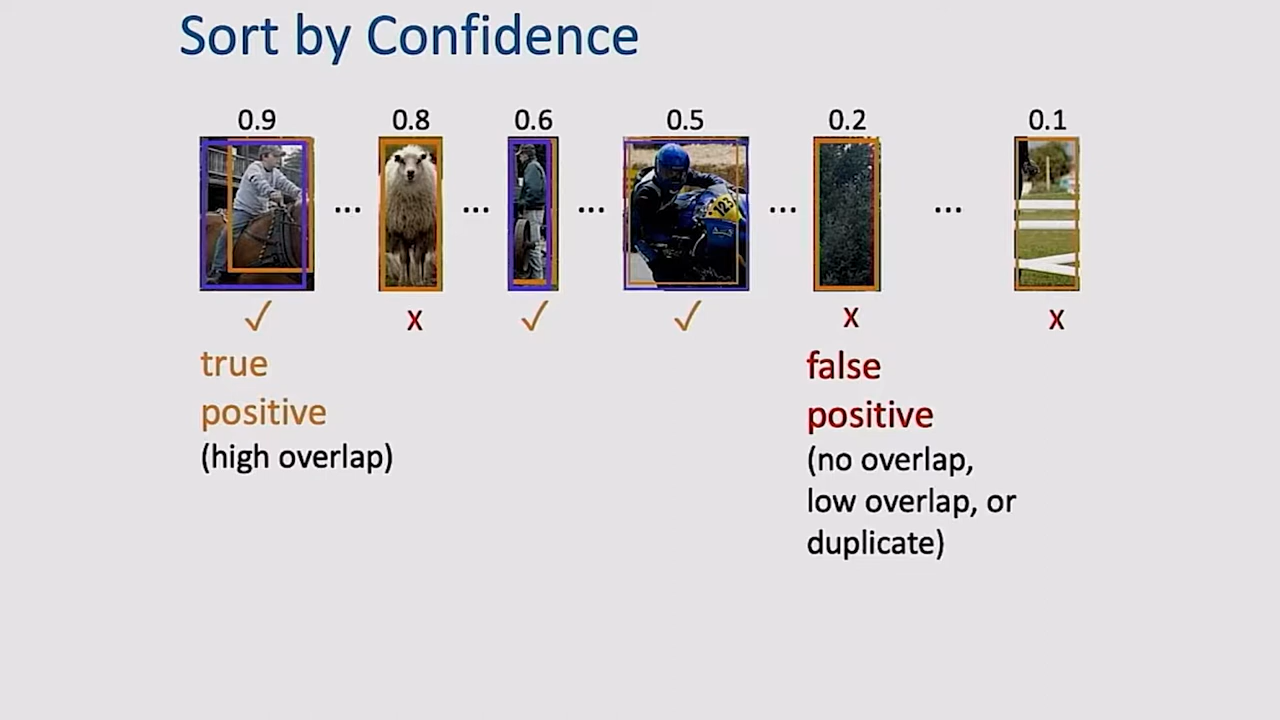 Sort by Confidence
0.9 0.8 0.6 0.5 0.2 0.1
... ... ... ... ...
123
✓ x ✓ ✓ x x
true
positive
(high overlap)
false
positive
(no overlap,
low overlap, or
duplicate)